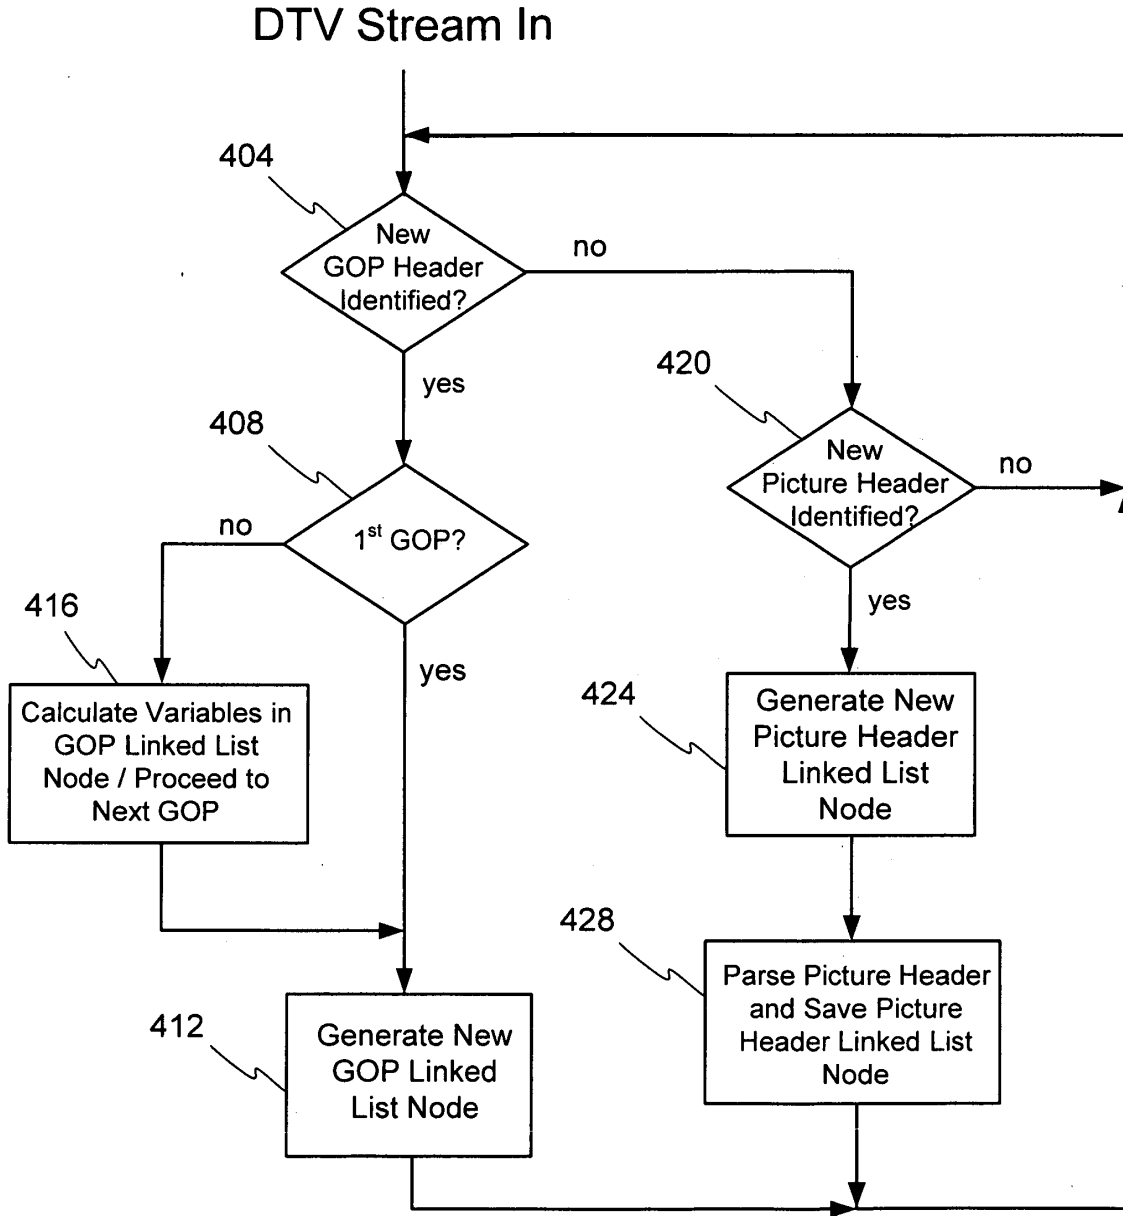 DTV Stream In
404
New
GOP Header
Identified?
no
yes
420
New
Picture Header
Identified?
no
408
1st GOP?
no
yes
yes
416
Calculate Variables in
GOP Linked List
Node / Proceed to
Next GOP
424
Generate New
Picture Header
Linked List
Node
428
Parse Picture Header
and Save Picture
Header Linked List
Node
412
Generate New
GOP Linked
List Node